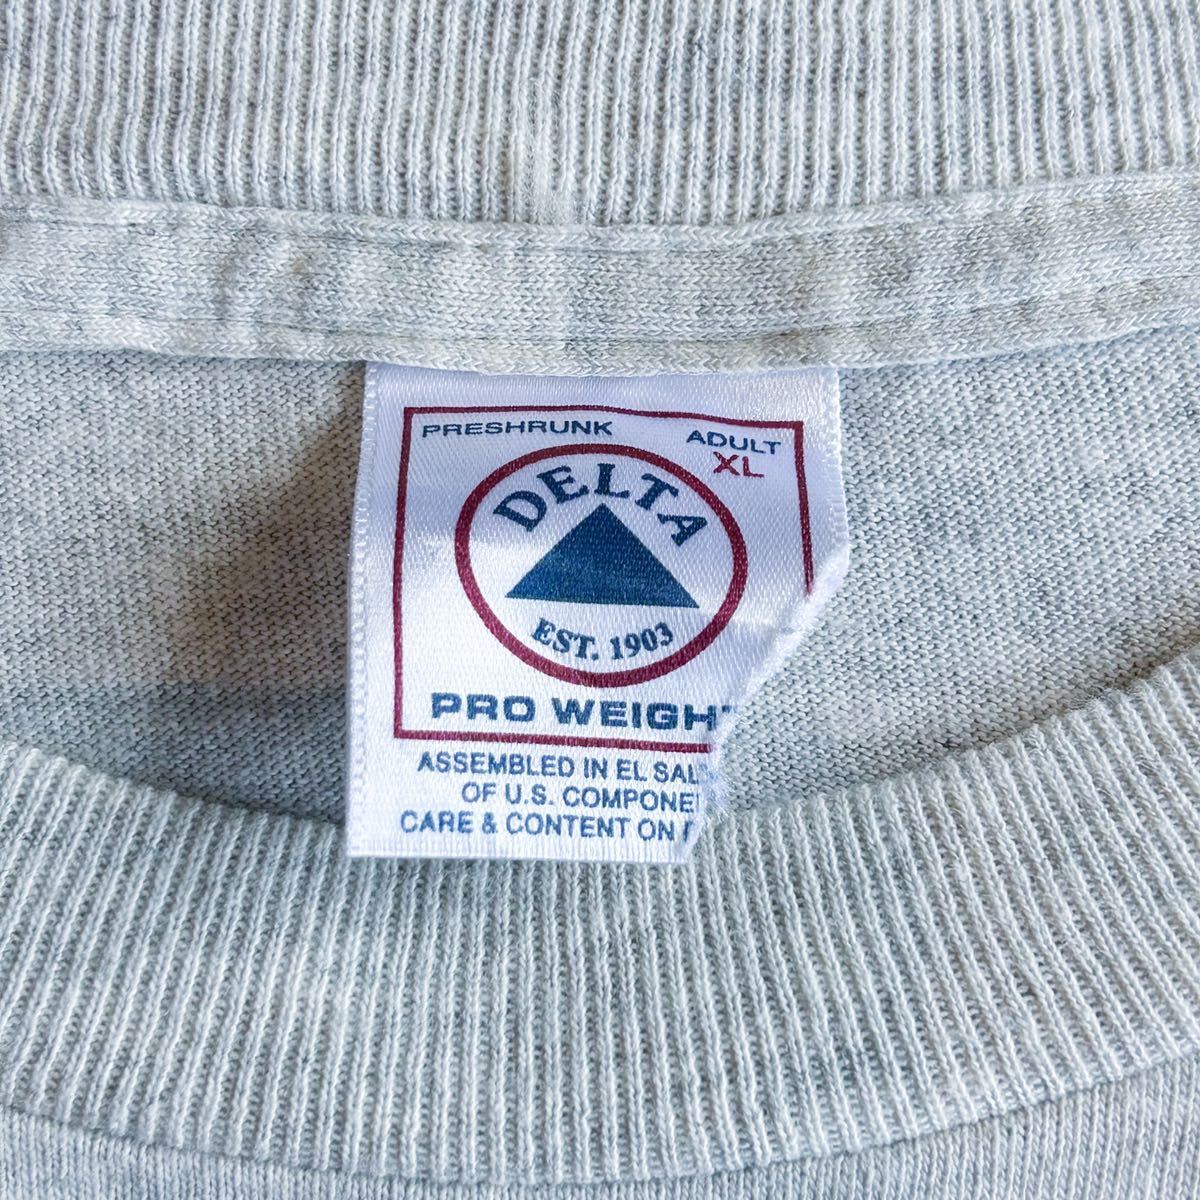 PRESHRUNK ADULT
XL
DELTA
EST. 1903
PRO WEIGH
ASSEMBLED IN EL SAL
OF U.S. COMPONE
CARE & CONTENT ON